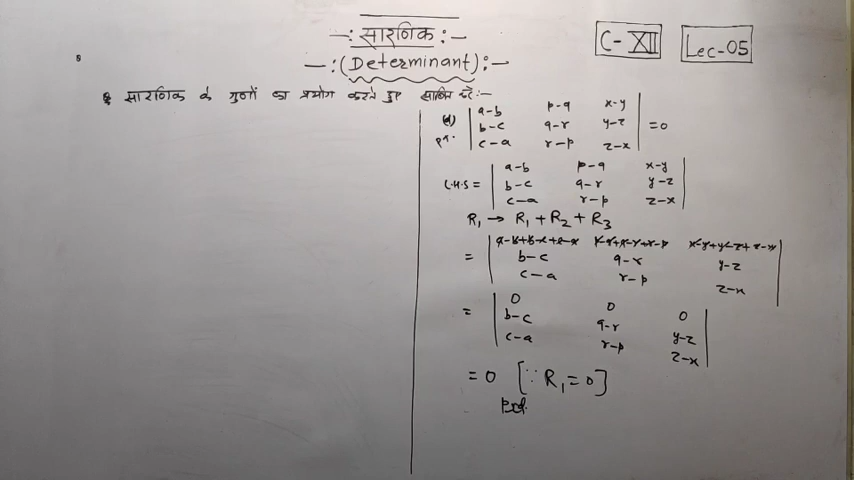 —: सारणिक :—
—:(Determinant):—
C-XII
Lec-05
सारणिक के गुणों का प्रयोग करते हुए साबित करें:—
a-b p-q x-y
b-c q-r y-z = 0
c-a r-p z-x
L.H.S = a-b p-q x-y
b-c q-r y-z
c-a r-p z-x
R₁ → R₁ + R₂ + R₃
= a-b+b-c+c-a p-q+q-r+r-p x-y+y-z+z-x
b-c q-r y-z
c-a r-p z-x
= 0 0 0
b-c q-r y-z
c-a r-p z-x
= 0 [∵ R₁ = 0]